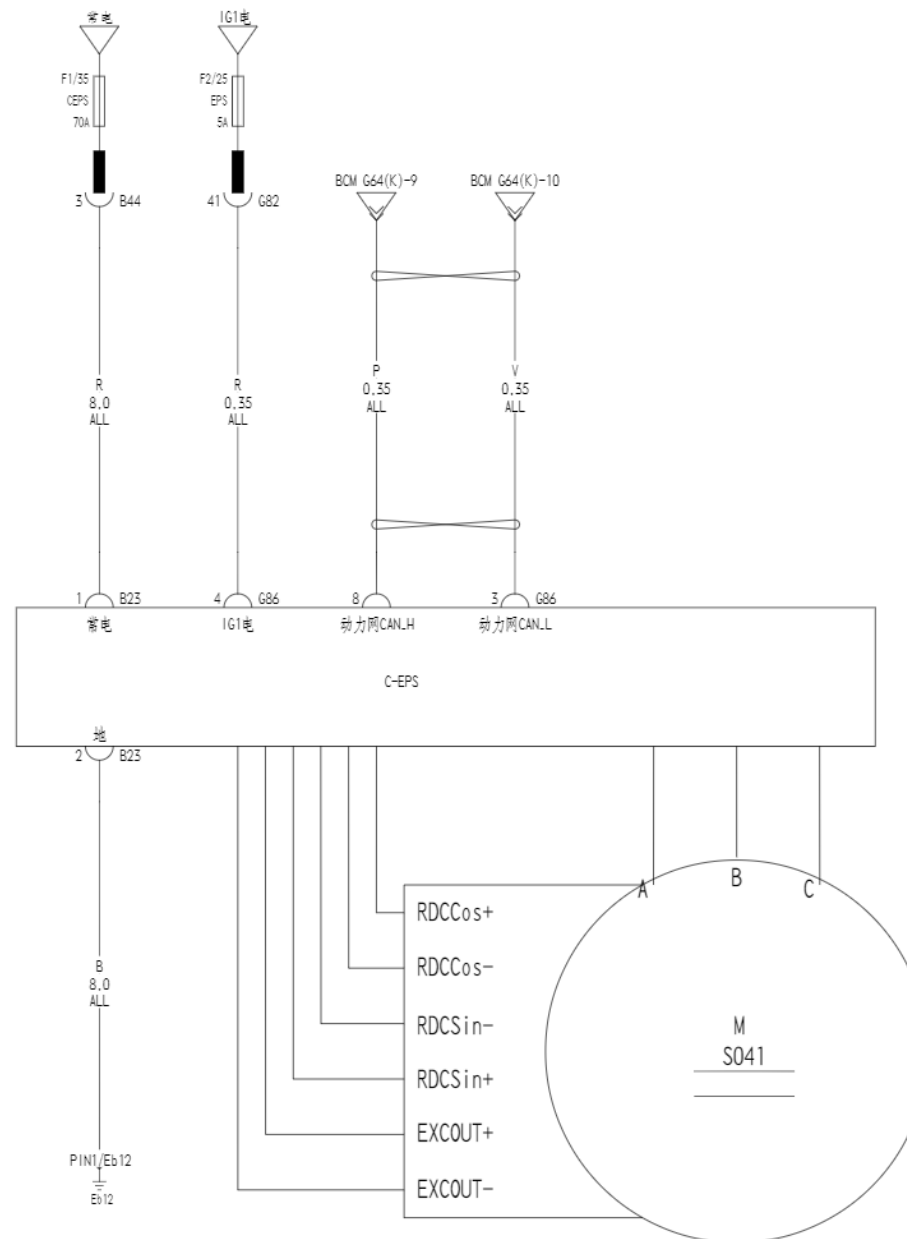 常电
IG1电
F1/35
CEPS
70A
F2/25
EPS
5A
3 B44
41 G82
BCM G64(K)-9
BCM G64(K)-10
R
8.0
ALL
R
0.35
ALL
P
0.35
ALL
V
0.35
ALL
1 B23
4 G86
8
3 G86
常电
IG1电
动力网CAN_H
动力网CAN_L
C-EPS
地
2 B23
A
B
C
RDCCos+
RDCCos-
RDCSin-
RDCSin+
EXCOUT+
EXCOUT-
M
S041
B
8.0
ALL
PIN1/Eb12
Eb12